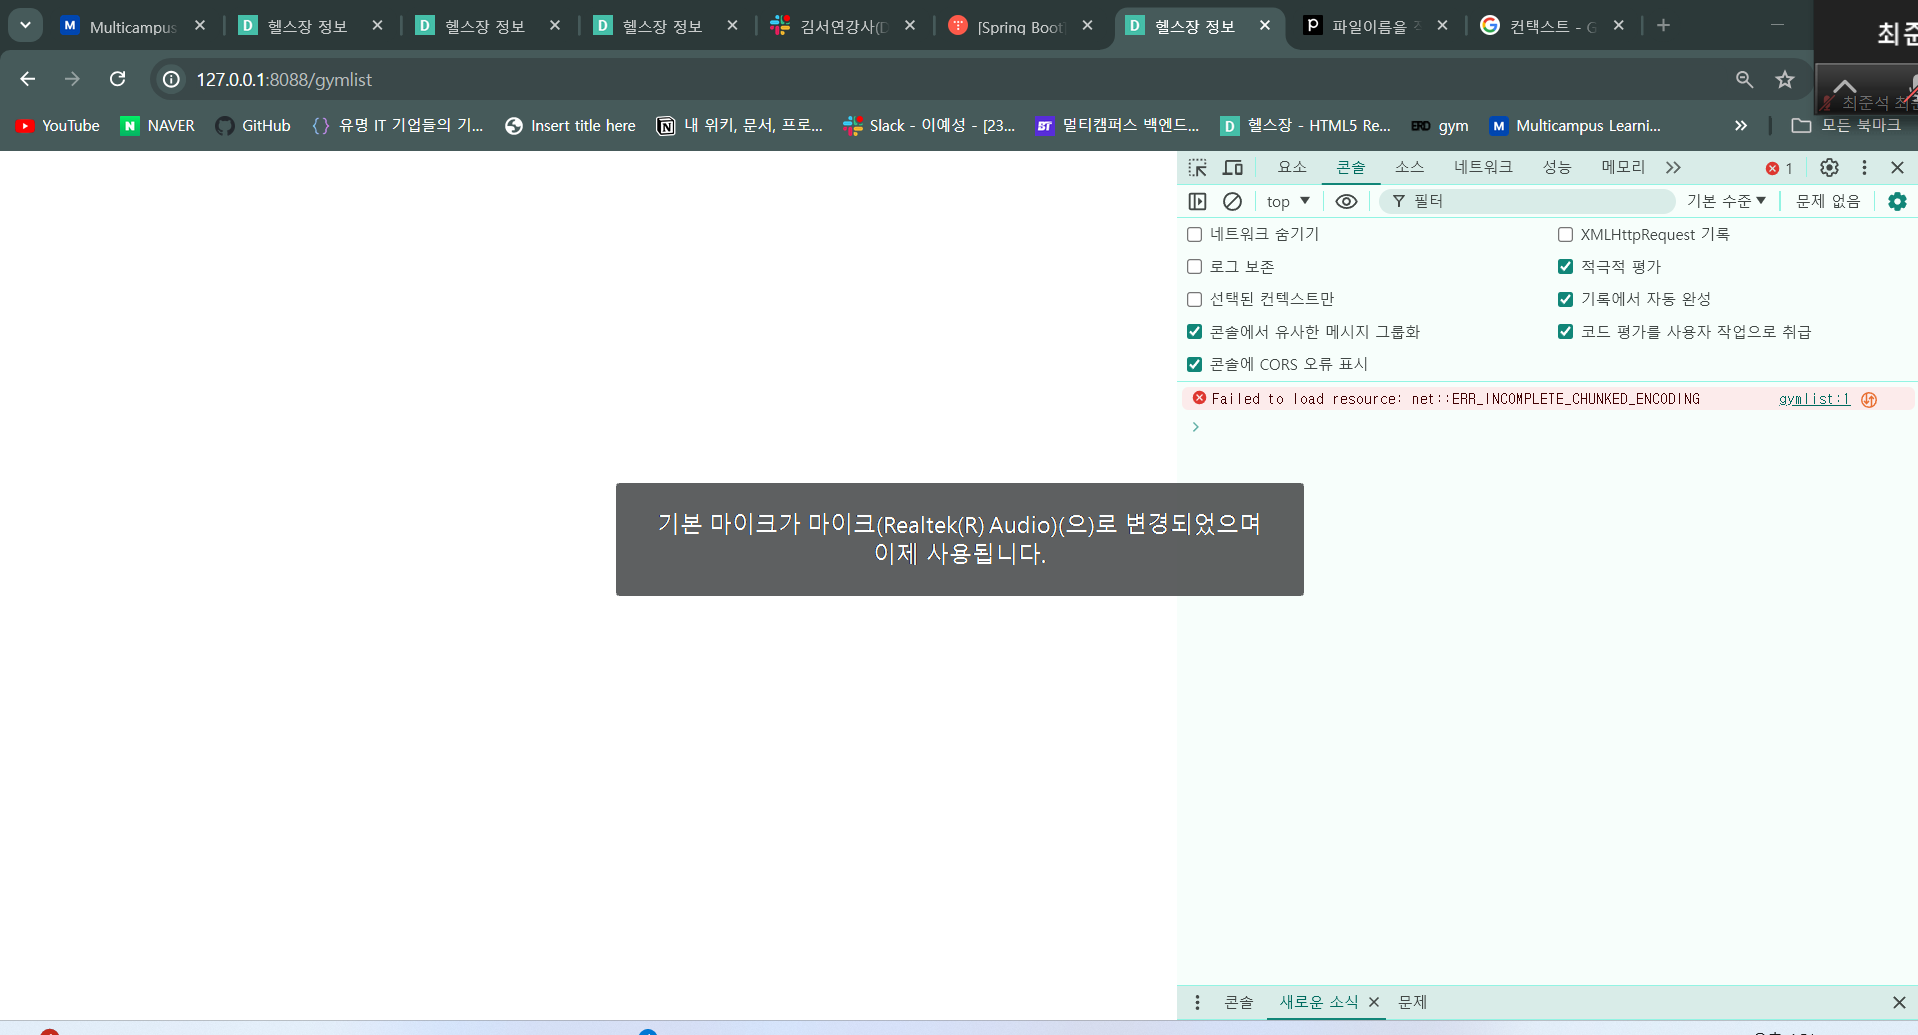 Multicampus
헬스장 정보
헬스장 정보
헬스장 정보
김서연강사(D
[Spring Boot]
헬스장 정보
파일이름을
컨택스트 - G
최준
127.0.0.1:8088/gymlist
최준석 최준
YouTube
NAVER
GitHub
유명 IT 기업들의 기...
Insert title here
내 위키, 문서, 프로...
Slack - 이예성 - [23...
멀티캠퍼스 백엔드...
헬스장 - HTML5 Re...
ERD gym
Multicampus Learni...
모든 북마크
요소
콘솔
소스
네트워크
성능
메모리
1
top
필터
기본 수준
문제 없음
네트워크 숨기기
XMLHttpRequest 기록
로그 보존
적극적 평가
선택된 컨텍스트만
기록에서 자동 완성
콘솔에서 유사한 메시지 그룹화
코드 평가를 사용자 작업으로 취급
콘솔에 CORS 오류 표시
Failed to load resource: net::ERR_INCOMPLETE_CHUNKED_ENCODING
gymlist:1
기본 마이크가 마이크(Realtek(R) Audio)(으)로 변경되었으며
이제 사용됩니다.
콘솔
새로운 소식
문제